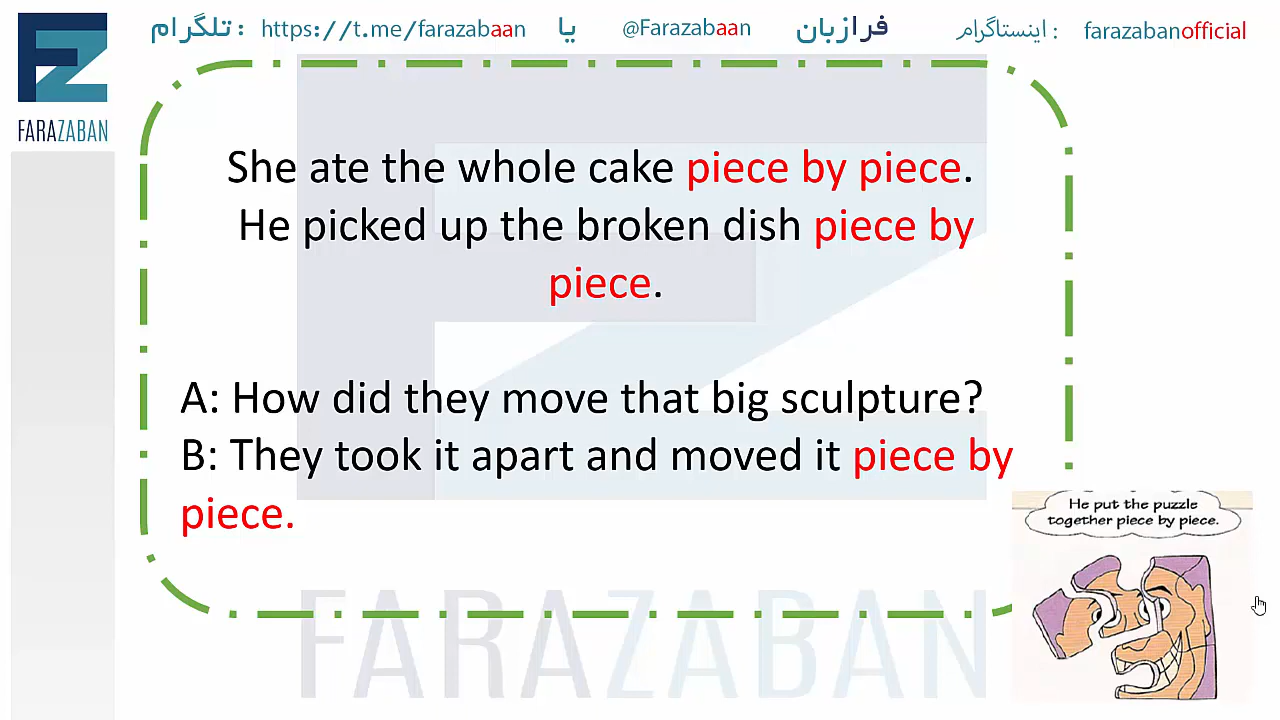 تلگرام : https://t.me/farazabaan یا @Farazabaan فرازبان اینستاگرام : farazabanofficial
FZ
FARAZABAN
She ate the whole cake piece by piece.
He picked up the broken dish piece by
piece.
A: How did they move that big sculpture?
B: They took it apart and moved it piece by
piece.
He put the puzzle
together piece by piece.
FARAZABAN